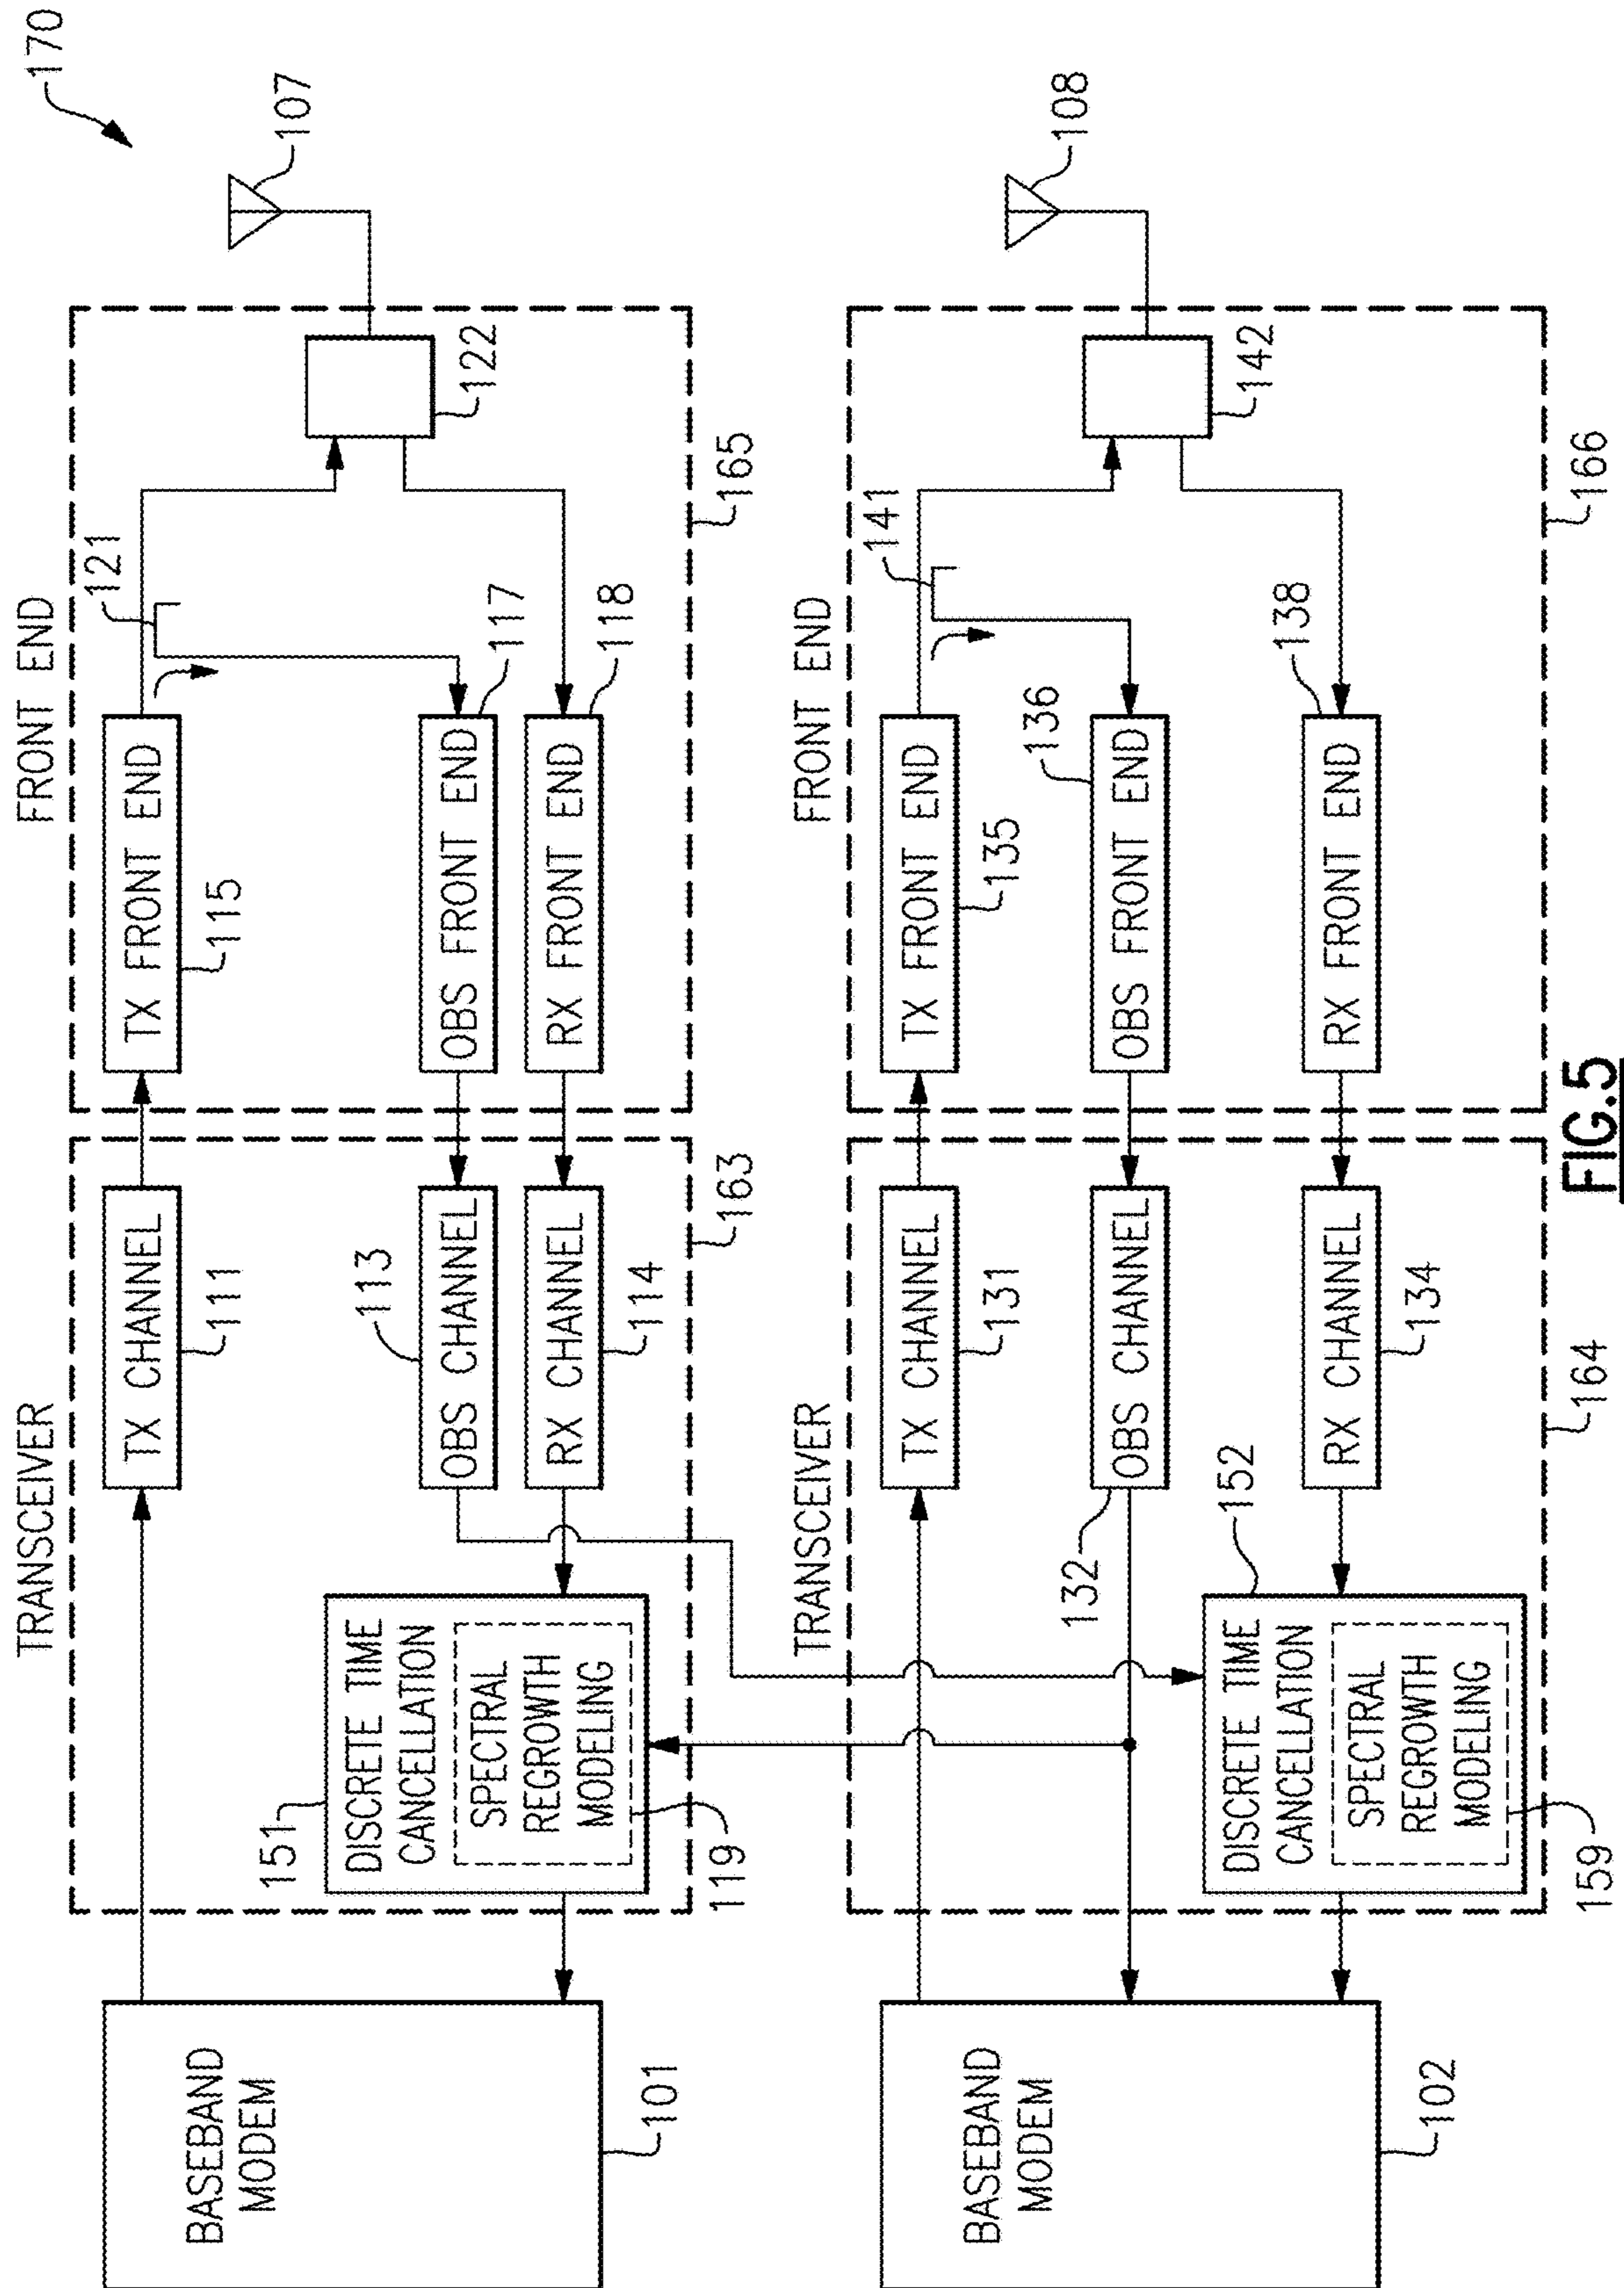 170
TRANSCEIVER
FRONT END
107
BASEBAND
MODEM
101
TX CHANNEL
111
TX FRONT END
115
121
122
151
DISCRETE TIME
CANCELLATION
SPECTRAL
REGROWTH
MODELING
119
113
OBS CHANNEL
OBS FRONT END
117
RX CHANNEL
114
RX FRONT END
118
163
165
TRANSCEIVER
FRONT END
108
BASEBAND
MODEM
102
TX CHANNEL
131
TX FRONT END
135
141
142
OBS CHANNEL
132
136
OBS FRONT END
152
DISCRETE TIME
CANCELLATION
SPECTRAL
REGROWTH
MODELING
159
RX CHANNEL
134
RX FRONT END
138
164
166
FIG.5